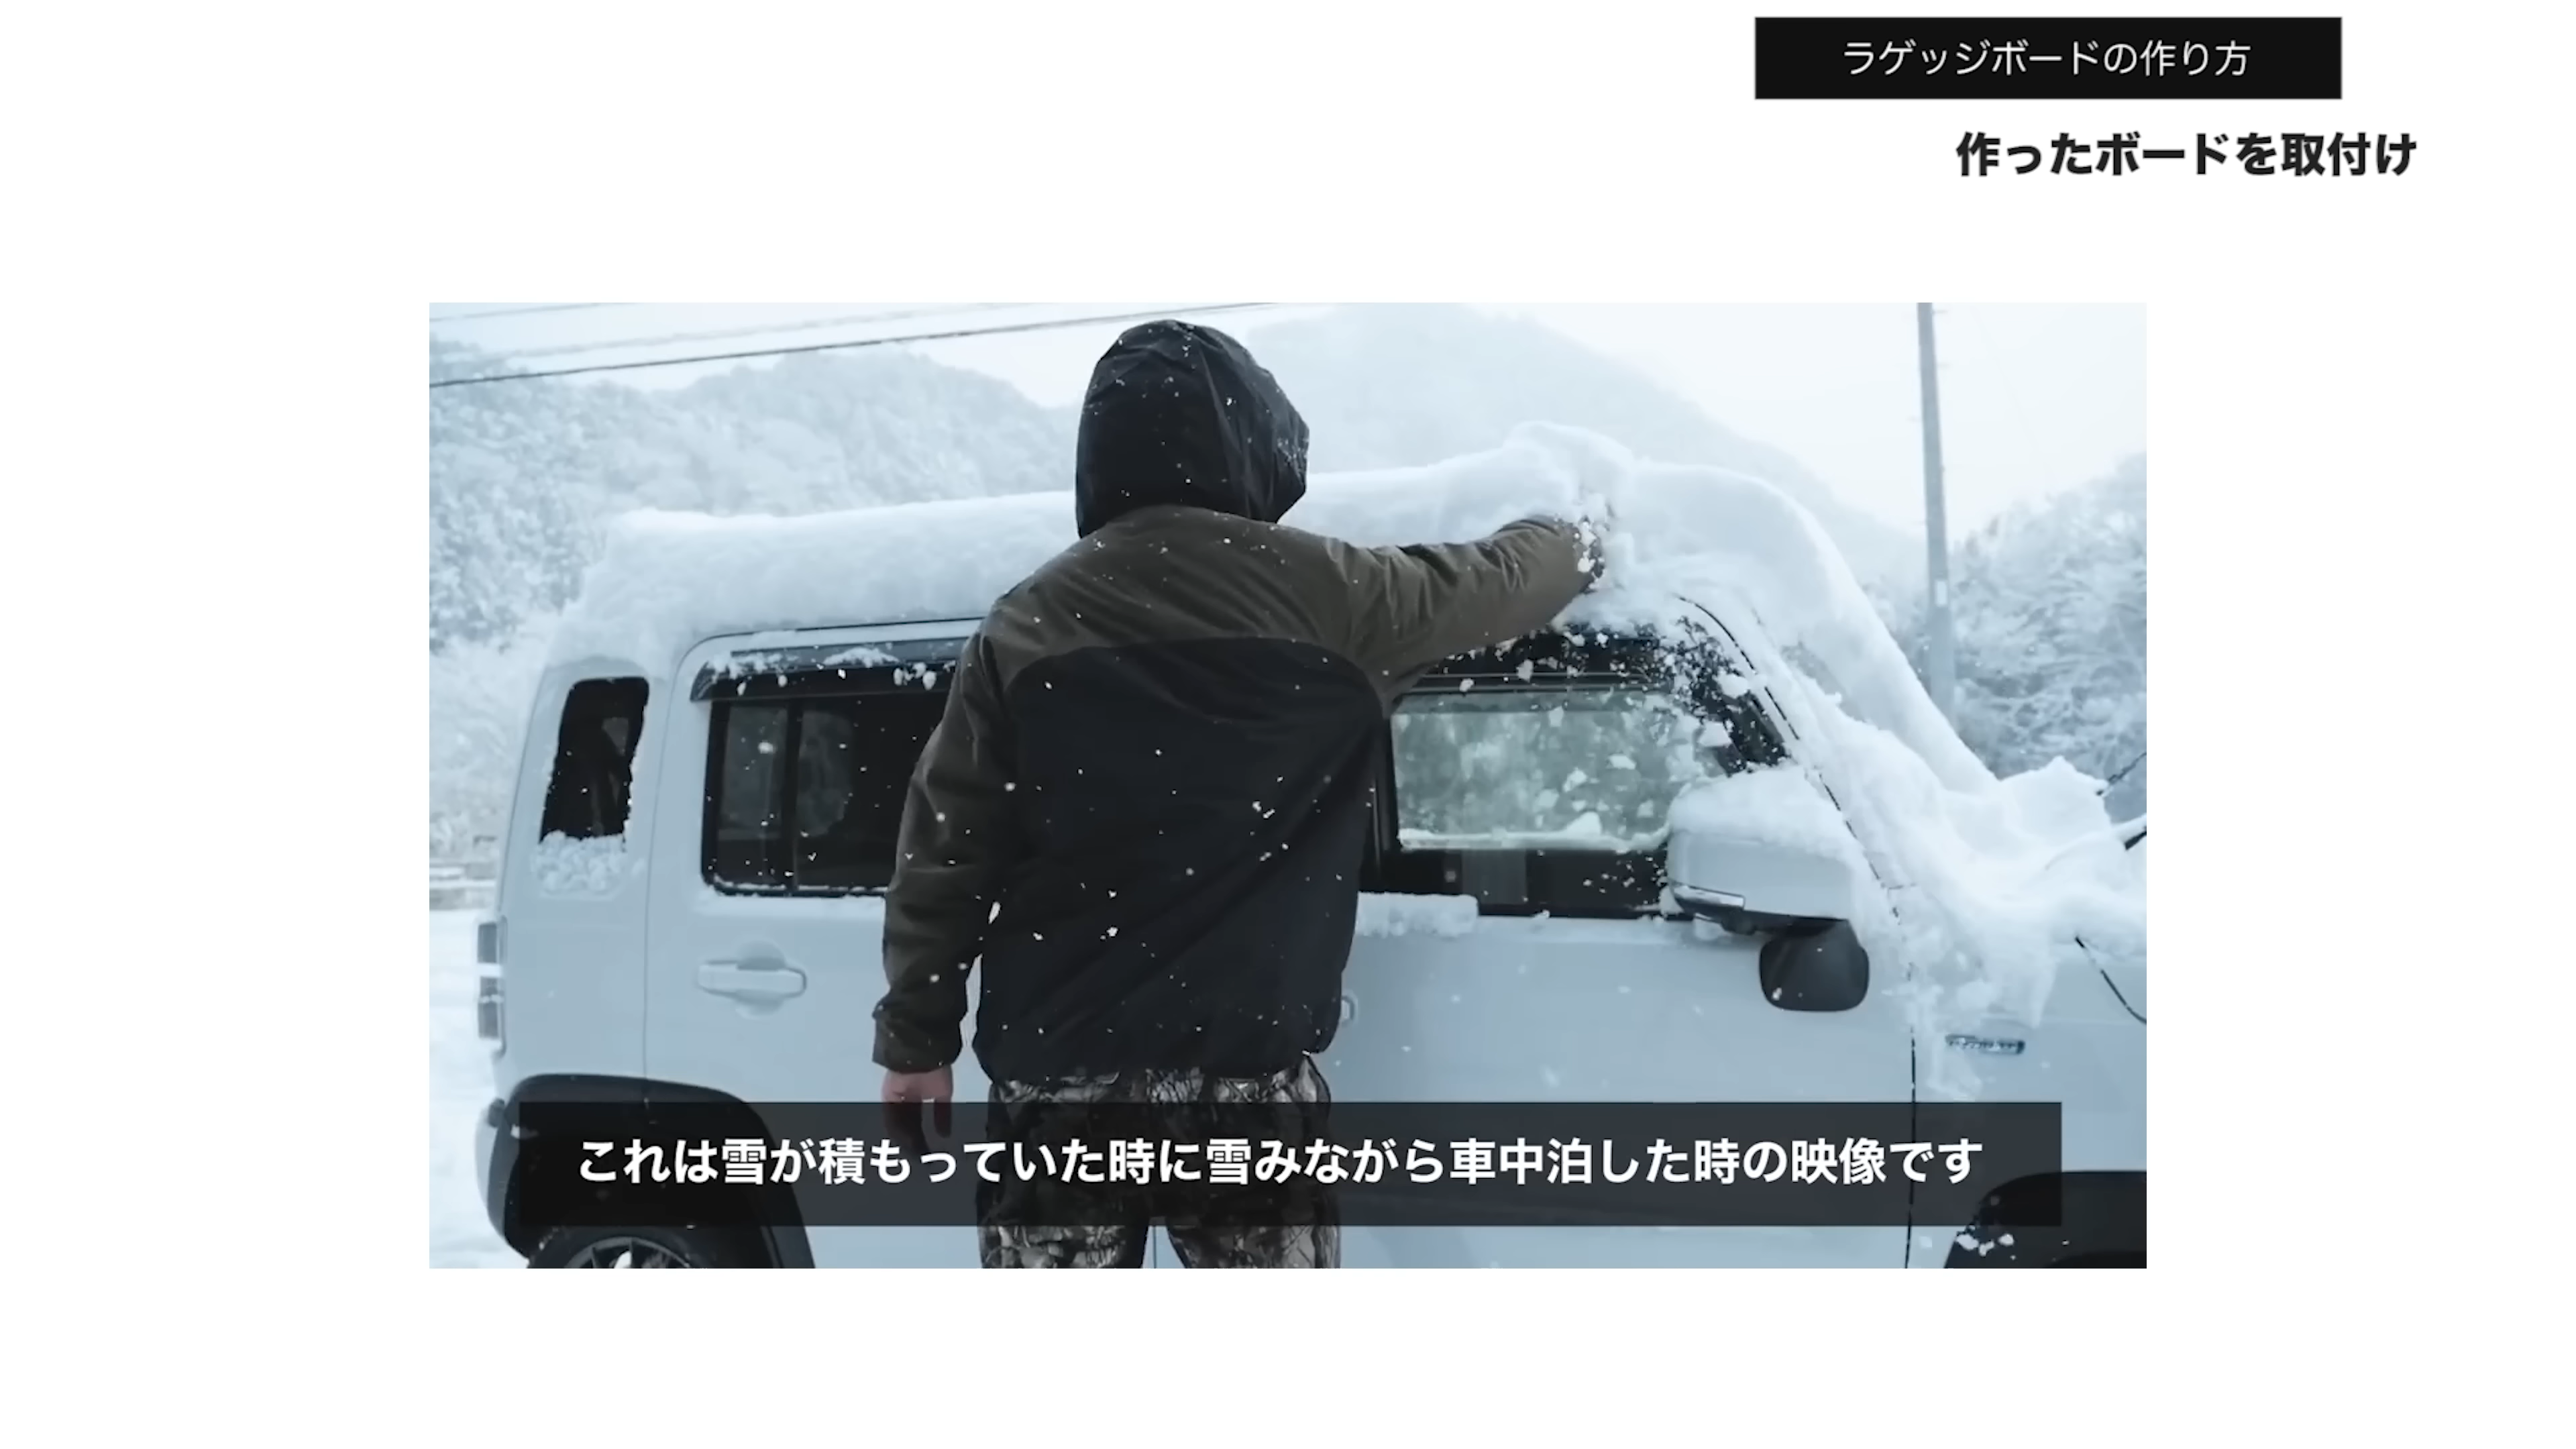 ラゲッジボードの作り方
作ったボードを取付け
これは雪が積もっていた時に雪みながら車中泊した時の映像です